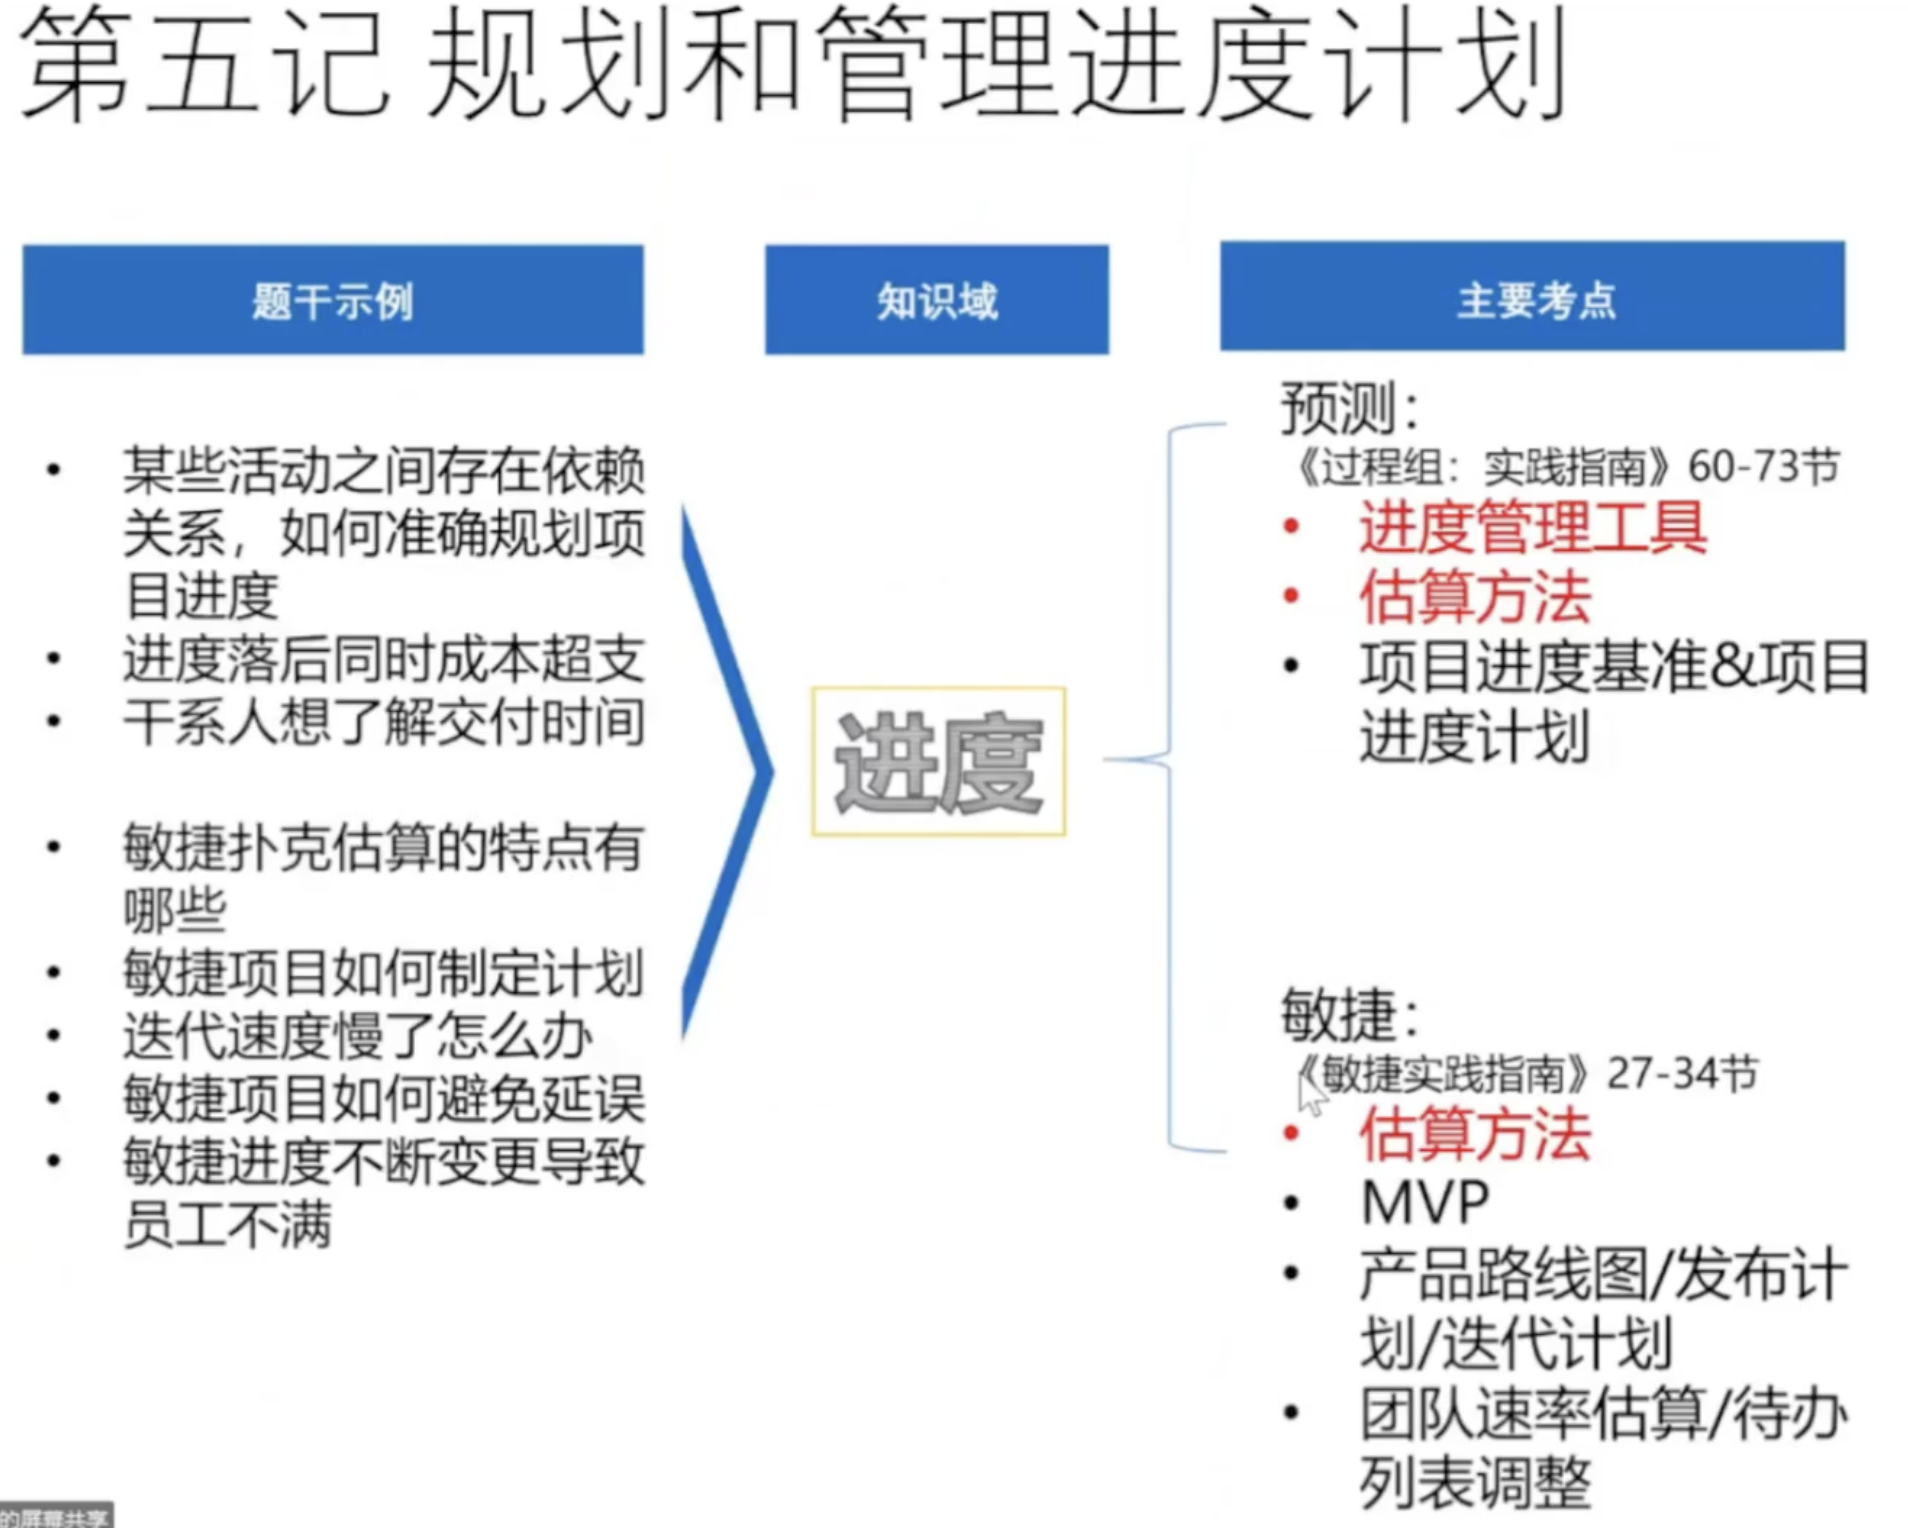 第五记 规划和管理进度计划
题干示例
知识域
主要考点
• 某些活动之间存在依赖
关系，如何准确规划项
目进度
• 进度落后同时成本超支
• 干系人想了解交付时间
• 敏捷扑克估算的特点有
哪些
• 敏捷项目如何制定计划
• 迭代速度慢了怎么办
• 敏捷项目如何避免延误
• 敏捷进度不断变更导致
员工不满
进度
预测：
《过程组：实践指南》60-73节
• 进度管理工具
• 估算方法
• 项目进度基准&项目
进度计划
敏捷：
《敏捷实践指南》27-34节
• 估算方法
• MVP
• 产品路线图/发布计
划/迭代计划
• 团队速率估算/待办
列表调整
的屏幕共享